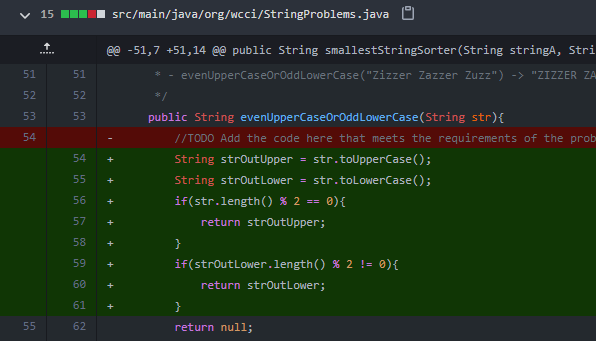 15 src/main/java/org/wcci/StringProblems.java
@@ -51,7 +51,14 @@ public String smallestStringSorter(String stringA, Stri
51 51 * - evenUpperCaseOrOddLowerCase("Zizzer Zazzer Zuzz") -> "ZIZZER ZA
52 52 */
53 53 public String evenUpperCaseOrOddLowerCase(String str){
54 - //TODO Add the code here that meets the requirements of the prob
54 + String strOutUpper = str.toUpperCase();
55 + String strOutLower = str.toLowerCase();
56 + if(str.length() % 2 == 0){
57 + return strOutUpper;
58 + }
59 + if(strOutLower.length() % 2 != 0){
60 + return strOutLower;
61 + }
55 62 return null;